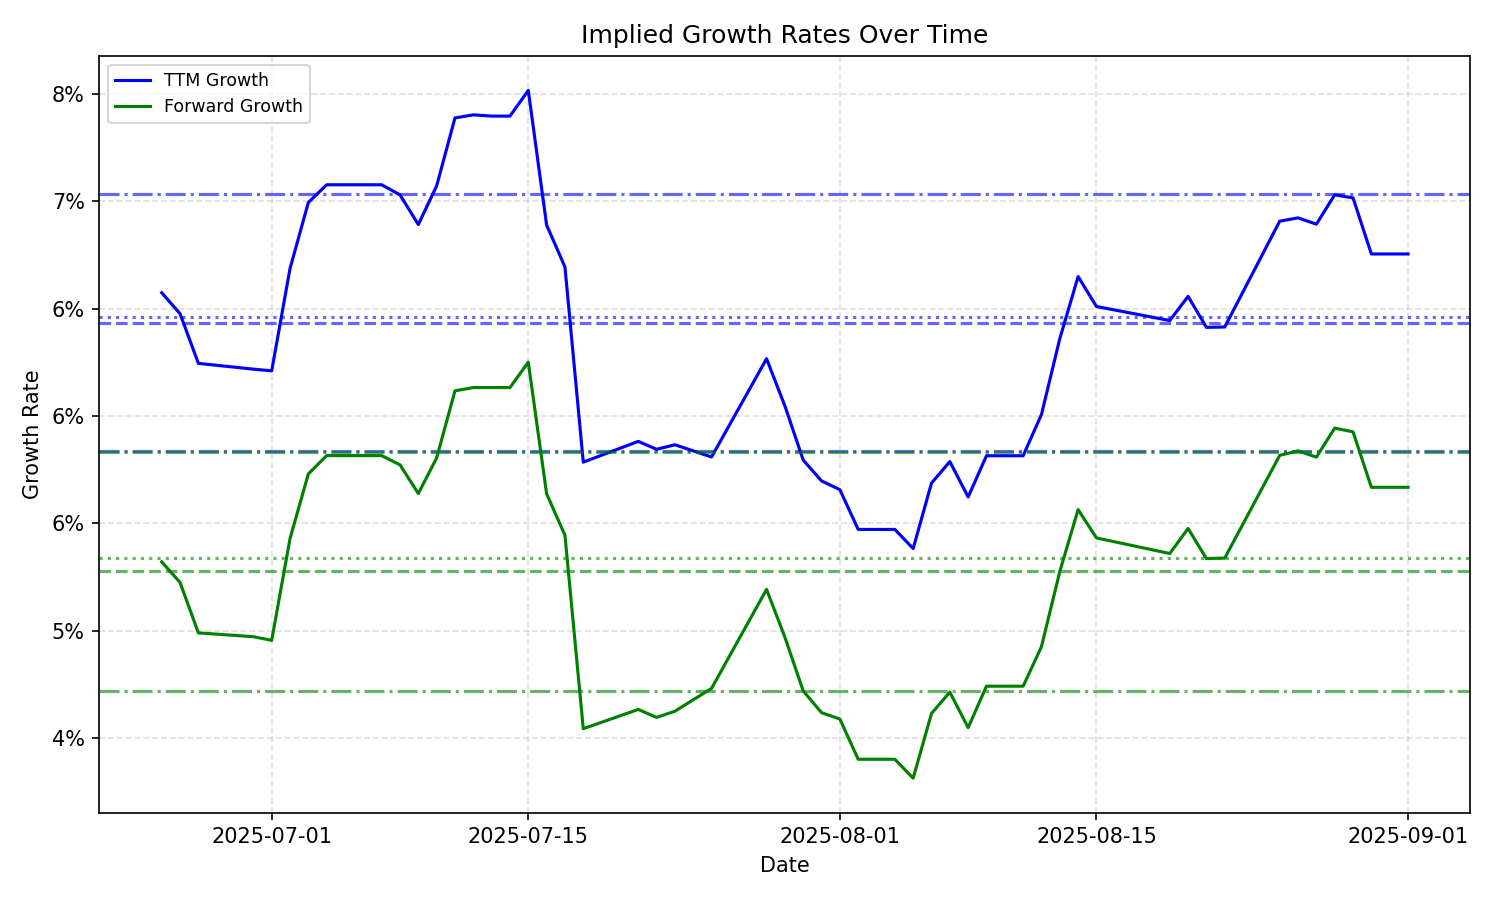 Implied Growth Rates Over Time
TTM Growth
Forward Growth
8%
7%
6%
6%
6%
5%
4%
Growth Rate
2025-07-01
2025-07-15
2025-08-01
2025-08-15
2025-09-01
Date